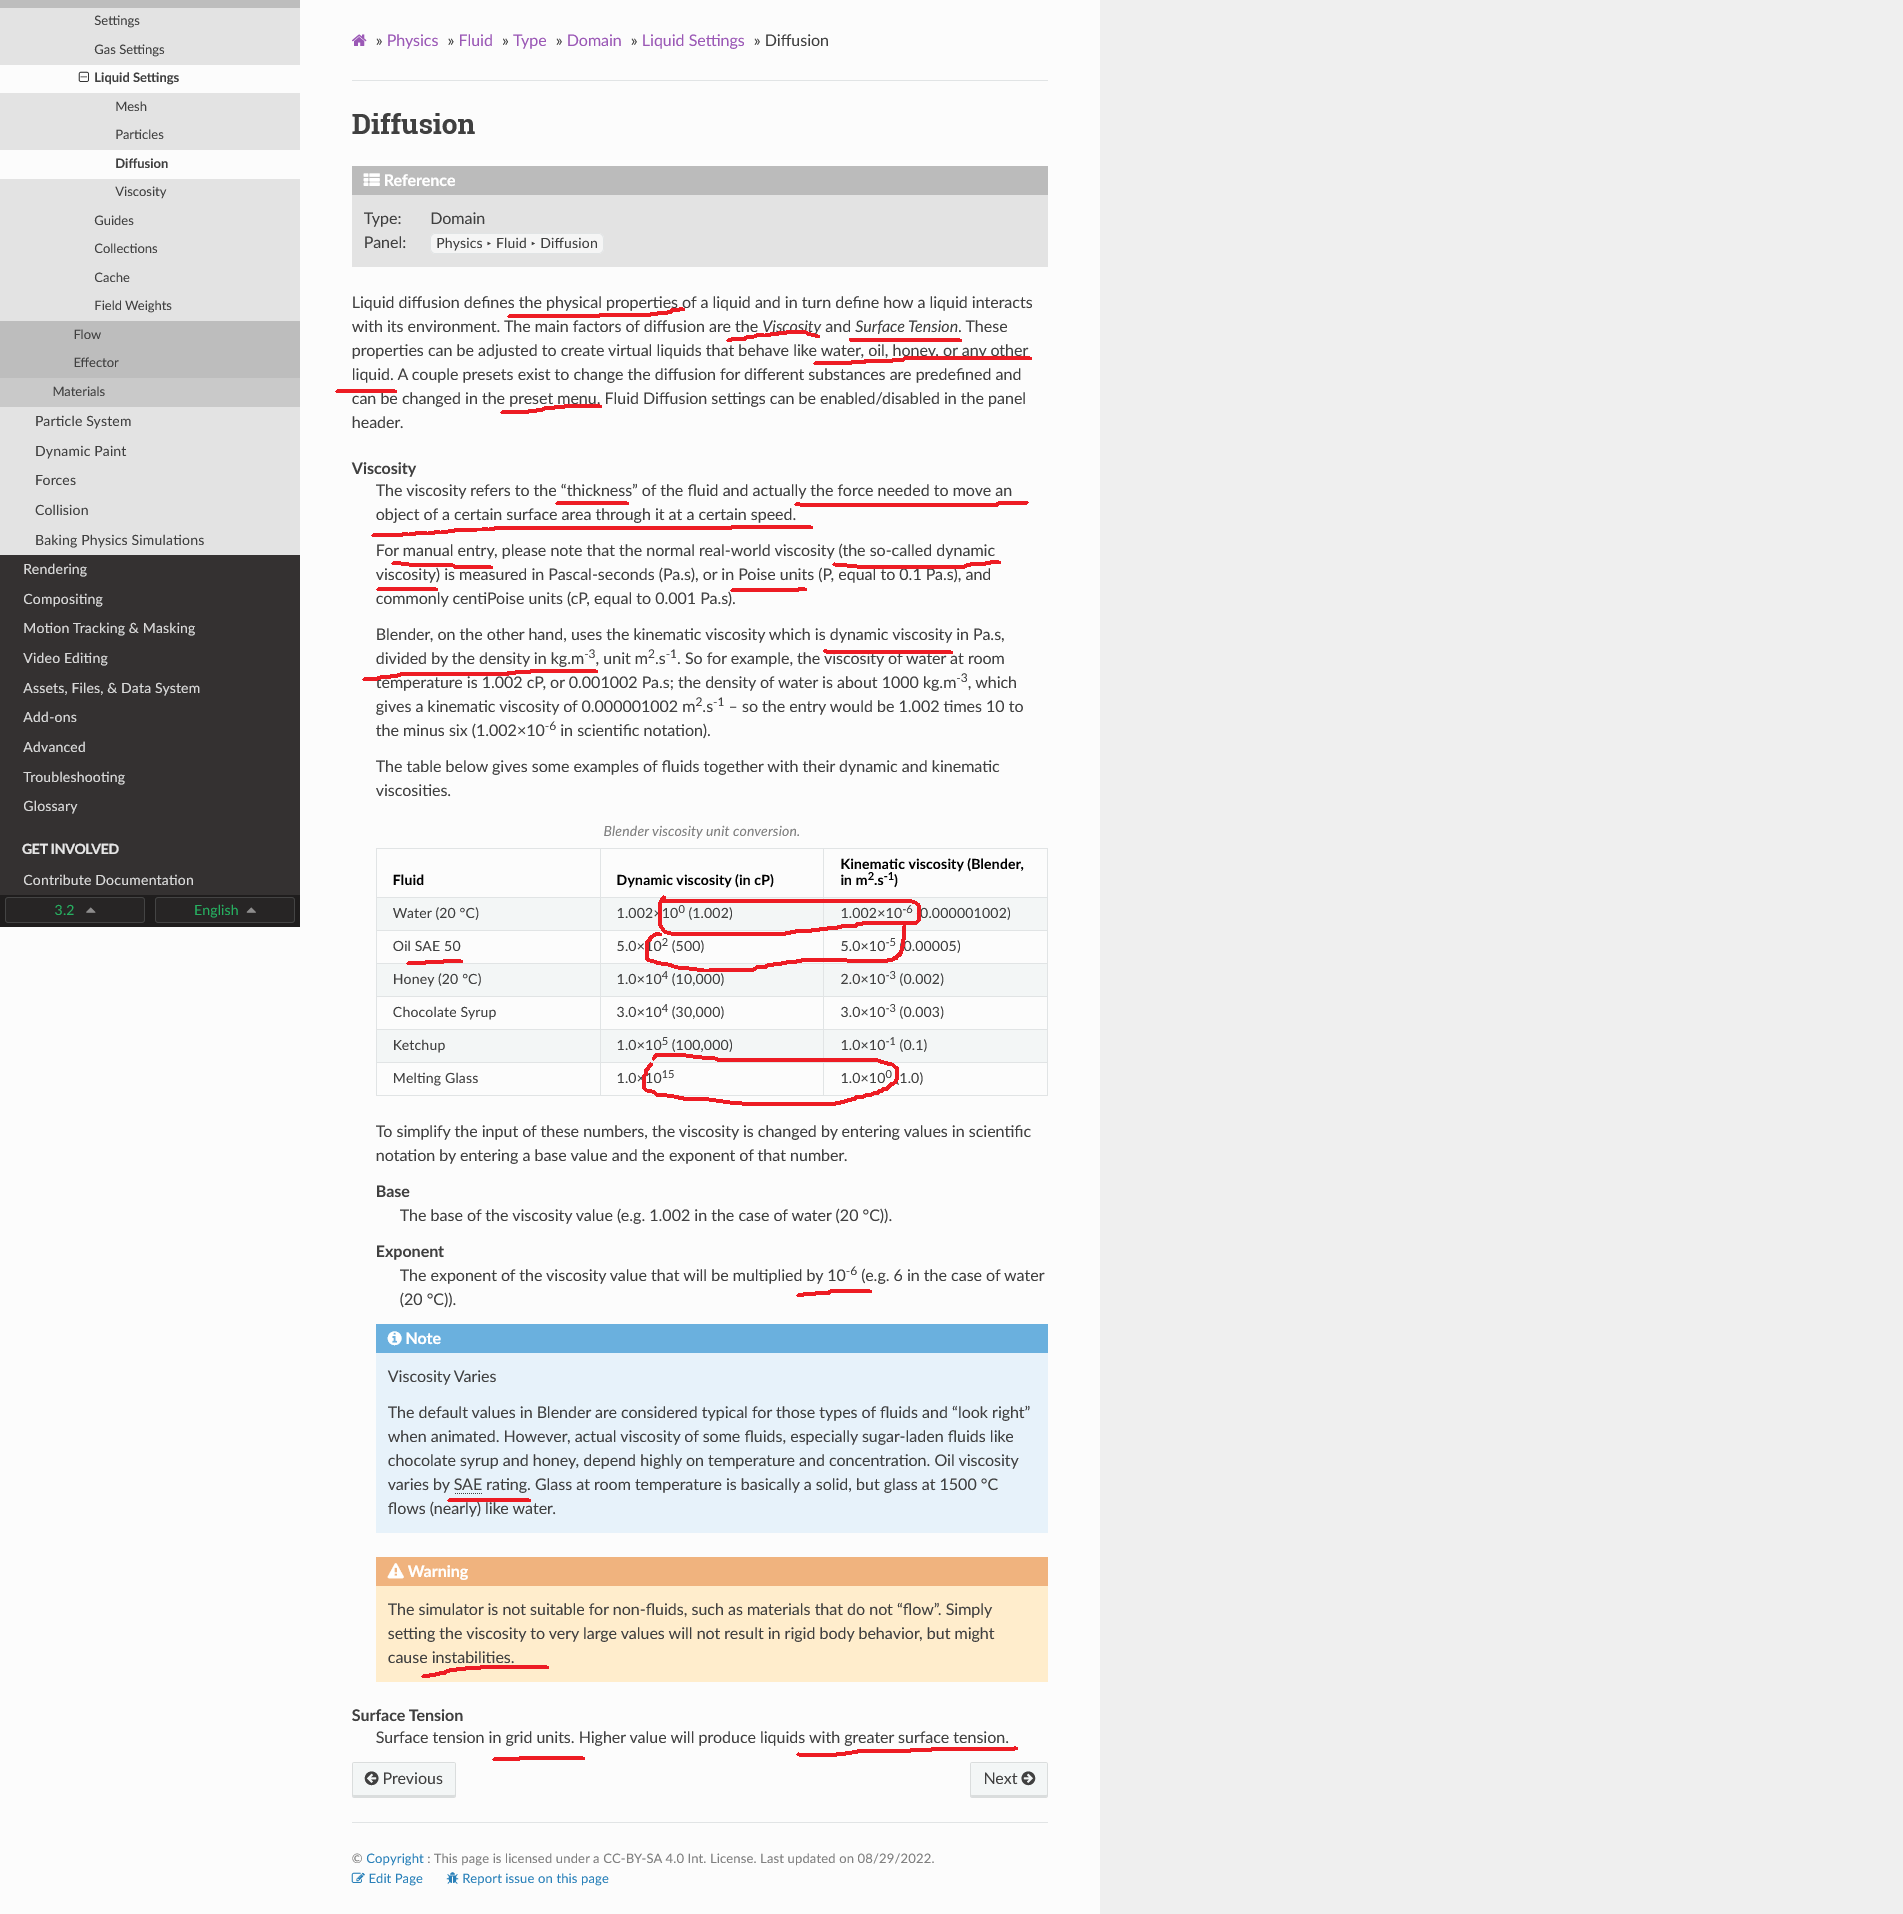 Settings
Gas Settings
Liquid Settings
Mesh
Particles
Diffusion
Viscosity
Guides
Collections
Cache
Field Weights
Flow
Effector
Materials
Particle System
Dynamic Paint
Forces
Collision
Baking Physics Simulations
Rendering
Compositing
Motion Tracking & Masking
Video Editing
Assets, Files, & Data System
Add-ons
Advanced
Troubleshooting
Glossary
GET INVOLVED
Contribute Documentation
3.2 English
» Physics » Fluid » Type » Domain » Liquid Settings » Diffusion
Diffusion
Reference
Type: Domain
Panel: Physics ‣ Fluid ‣ Diffusion
Liquid diffusion defines the physical properties of a liquid and in turn define how a liquid interacts
with its environment. The main factors of diffusion are the Viscosity and Surface Tension. These
properties can be adjusted to create virtual liquids that behave like water, oil, honey, or any other
liquid. A couple presets exist to change the diffusion for different substances are predefined and
can be changed in the preset menu. Fluid Diffusion settings can be enabled/disabled in the panel
header.
Viscosity
The viscosity refers to the “thickness” of the fluid and actually the force needed to move an
object of a certain surface area through it at a certain speed.
For manual entry, please note that the normal real-world viscosity (the so-called dynamic
viscosity) is measured in Pascal-seconds (Pa.s), or in Poise units (P, equal to 0.1 Pa.s), and
commonly centiPoise units (cP, equal to 0.001 Pa.s).
Blender, on the other hand, uses the kinematic viscosity which is dynamic viscosity in Pa.s,
divided by the density in kg.m⁻³, unit m².s⁻¹. So for example, the viscosity of water at room
temperature is 1.002 cP, or 0.001002 Pa.s; the density of water is about 1000 kg.m⁻³, which
gives a kinematic viscosity of 0.000001002 m².s⁻¹ – so the entry would be 1.002 times 10 to
the minus six (1.002×10⁻⁶ in scientific notation).
The table below gives some examples of fluids together with their dynamic and kinematic
viscosities.
Blender viscosity unit conversion.
Fluid Dynamic viscosity (in cP) Kinematic viscosity (Blender, in m².s⁻¹)
Water (20 °C) 1.002×10⁰ (1.002) 1.002×10⁻⁶ (0.000001002)
Oil SAE 50 5.0×10² (500) 5.0×10⁻⁵ (0.00005)
Honey (20 °C) 1.0×10⁴ (10,000) 2.0×10⁻³ (0.002)
Chocolate Syrup 3.0×10⁴ (30,000) 3.0×10⁻³ (0.003)
Ketchup 1.0×10⁵ (100,000) 1.0×10⁻¹ (0.1)
Melting Glass 1.0×10¹⁵ 1.0×10⁰ (1.0)
To simplify the input of these numbers, the viscosity is changed by entering values in scientific
notation by entering a base value and the exponent of that number.
Base
The base of the viscosity value (e.g. 1.002 in the case of water (20 °C)).
Exponent
The exponent of the viscosity value that will be multiplied by 10⁻⁶ (e.g. 6 in the case of water
(20 °C)).
Note
Viscosity Varies
The default values in Blender are considered typical for those types of fluids and “look right”
when animated. However, actual viscosity of some fluids, especially sugar-laden fluids like
chocolate syrup and honey, depend highly on temperature and concentration. Oil viscosity
varies by SAE rating. Glass at room temperature is basically a solid, but glass at 1500 °C
flows (nearly) like water.
Warning
The simulator is not suitable for non-fluids, such as materials that do not “flow”. Simply
setting the viscosity to very large values will not result in rigid body behavior, but might
cause instabilities.
Surface Tension
Surface tension in grid units. Higher value will produce liquids with greater surface tension.
Previous Next
© Copyright : This page is licensed under a CC-BY-SA 4.0 Int. License. Last updated on 08/29/2022.
Edit Page Report issue on this page